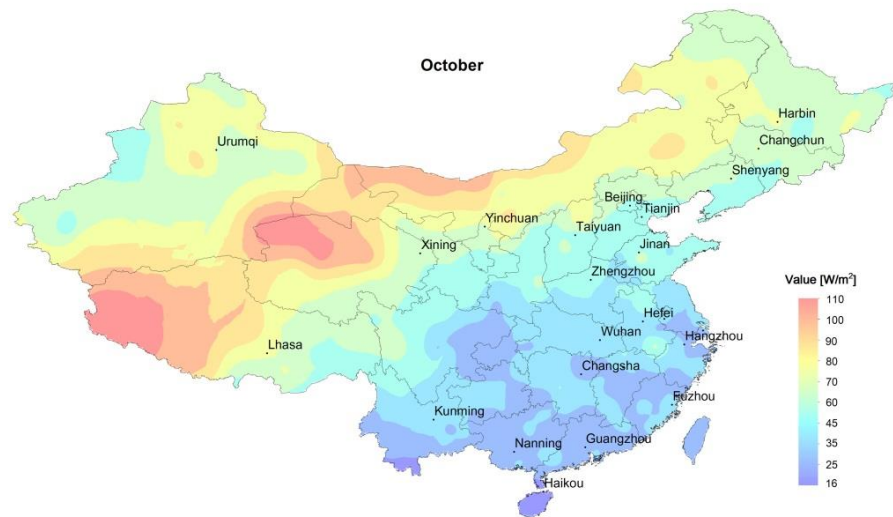 October
Harbin
Urumqi
Changchun
Shenyang
Beijing
Tianjin
Yinchuan
Taiyuan
Xining
Jinan
Zhengzhou
Value [W/m²]
110
100
Hefei
90
Wuhan
Hangzhou
80
Lhasa
70
Changsha
60
Fuzhou
45
Kunming
35
Nanning
Guangzhou
25
Haikou
16